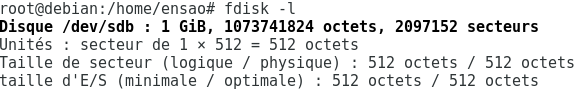 root@debian:/home/ensao# fdisk -l
Disque /dev/sdb : 1 GiB, 1073741824 octets, 2097152 secteurs
Unités : secteur de 1 × 512 = 512 octets
Taille de secteur (logique / physique) : 512 octets / 512 octets
taille d'E/S (minimale / optimale) : 512 octets / 512 octets